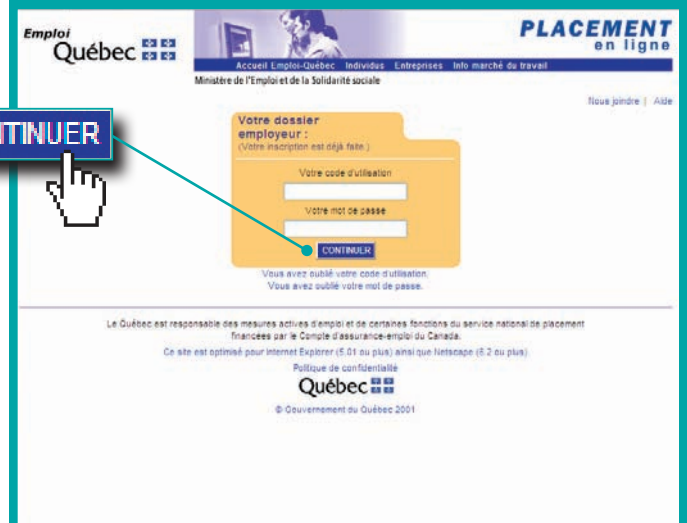 Emploi
Québec
PLACEMENT
en ligne
Accueil Emploi-Québec Individus Entreprises Info marché du travail
Ministère de l'Emploi et de la Solidarité sociale
Nous joindre | Aide
Votre dossier
employeur :
(Votre inscription est déjà faite.)
NTINUER
Votre code d'utilisation
Votre mot de passe
CONTINUER
Vous avez oublié votre code d'utilisation.
Vous avez oublié votre mot de passe.
Le Québec est responsable des mesures actives d'emploi et de certaines fonctions du service national de placement
financées par le Compte d'assurance-emploi du Canada.
Ce site est optimisé pour Internet Explorer (5.01 ou plus) ainsi que Netscape (6.2 ou plus).
Politique de confidentialité
Québec
© Gouvernement du Québec 2001